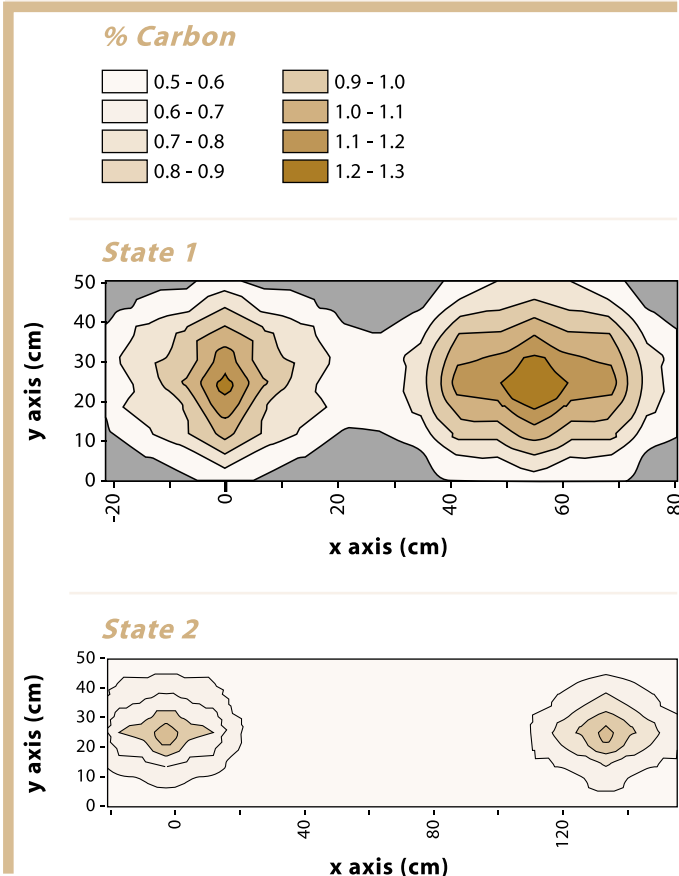 % Carbon
0.5 - 0.6
0.6 - 0.7
0.7 - 0.8
0.8 - 0.9
0.9 - 1.0
1.0 - 1.1
1.1 - 1.2
1.2 - 1.3
State 1
y axis (cm)
50
40
30
20
10
0
-20
0
20
40
60
80
x axis (cm)
State 2
y axis (cm)
50
40
30
20
10
0
0
40
80
120
x axis (cm)